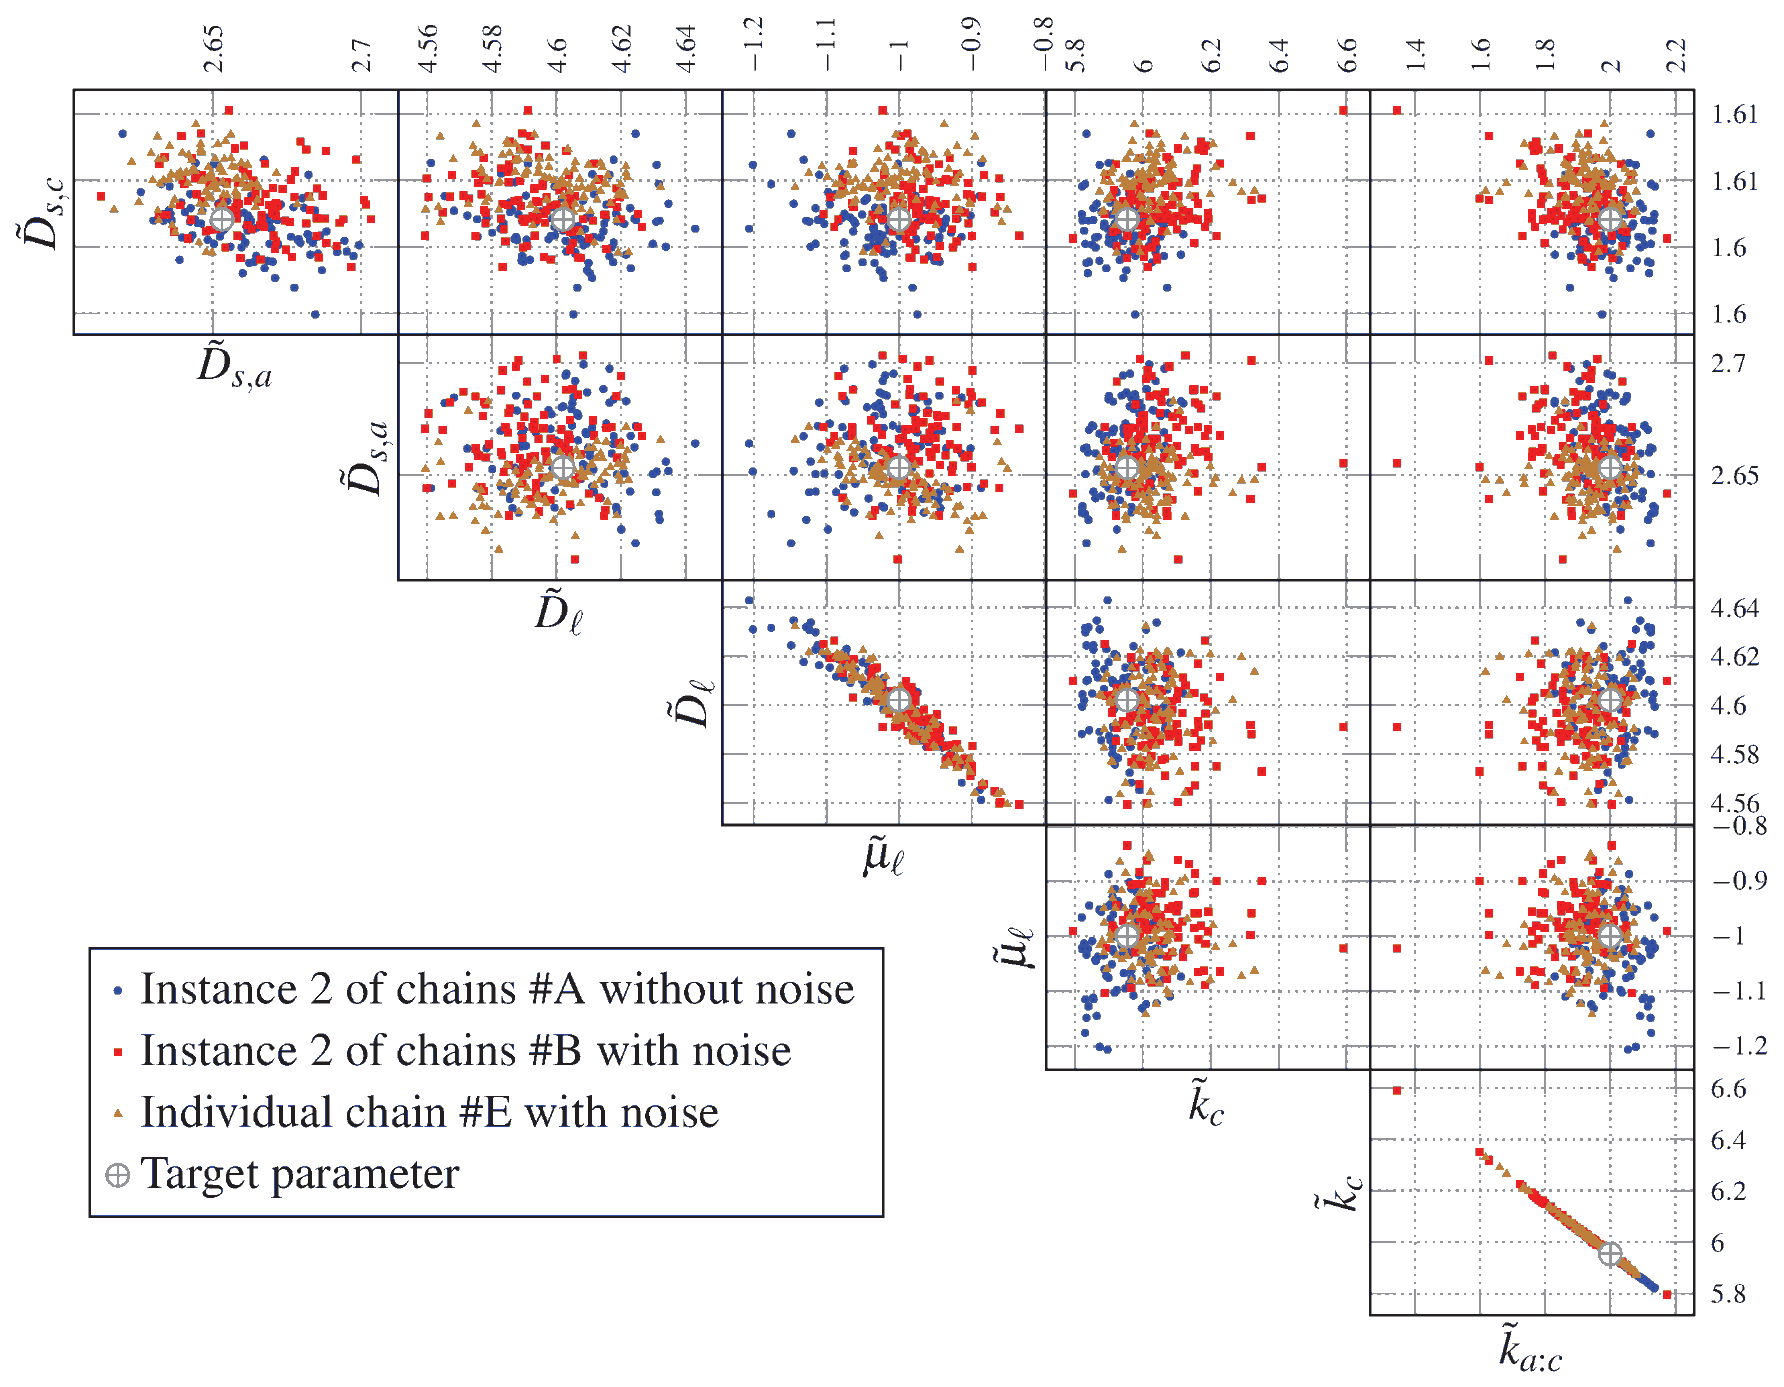 2.65 2.7 4.56 4.58 4.6 4.62 4.64 −1.2 −1.1 −1 −0.9 −0.8 5.8 6 6.2 6.4 6.6 1.4 1.6 1.8 2 2.2
D̃s,c 1.61
1.61
1.6
1.6
D̃s,a
D̃s,a 2.7
2.65
D̃ℓ
D̃ℓ 4.64
4.62
4.6
4.58
4.56
μ̃ℓ
μ̃ℓ −0.8
−0.9
−1
−1.1
−1.2
k̃c
k̃c 6.6
6.4
6.2
6
5.8
k̃a:c
Instance 2 of chains #A without noise
Instance 2 of chains #B with noise
Individual chain #E with noise
Target parameter